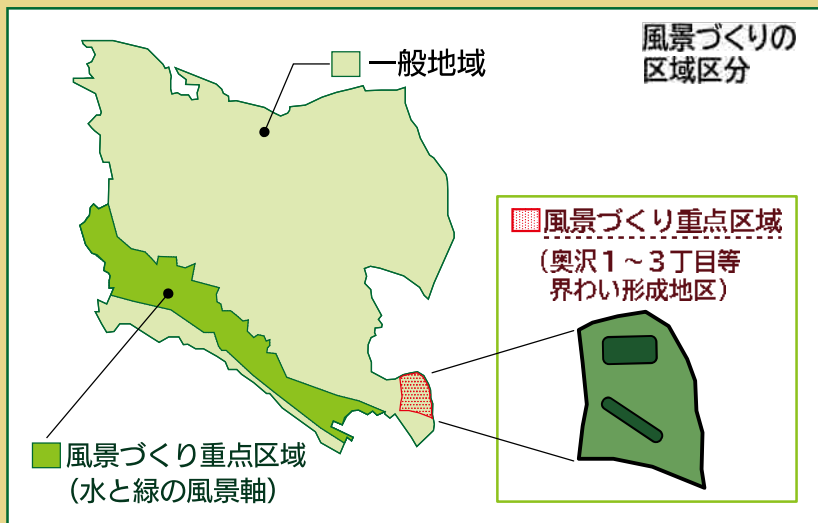 風景づくりの
区域区分
一般地域
風景づくり重点区域
（奥沢１～３丁目等
界わい形成地区）
風景づくり重点区域
（水と緑の風景軸）